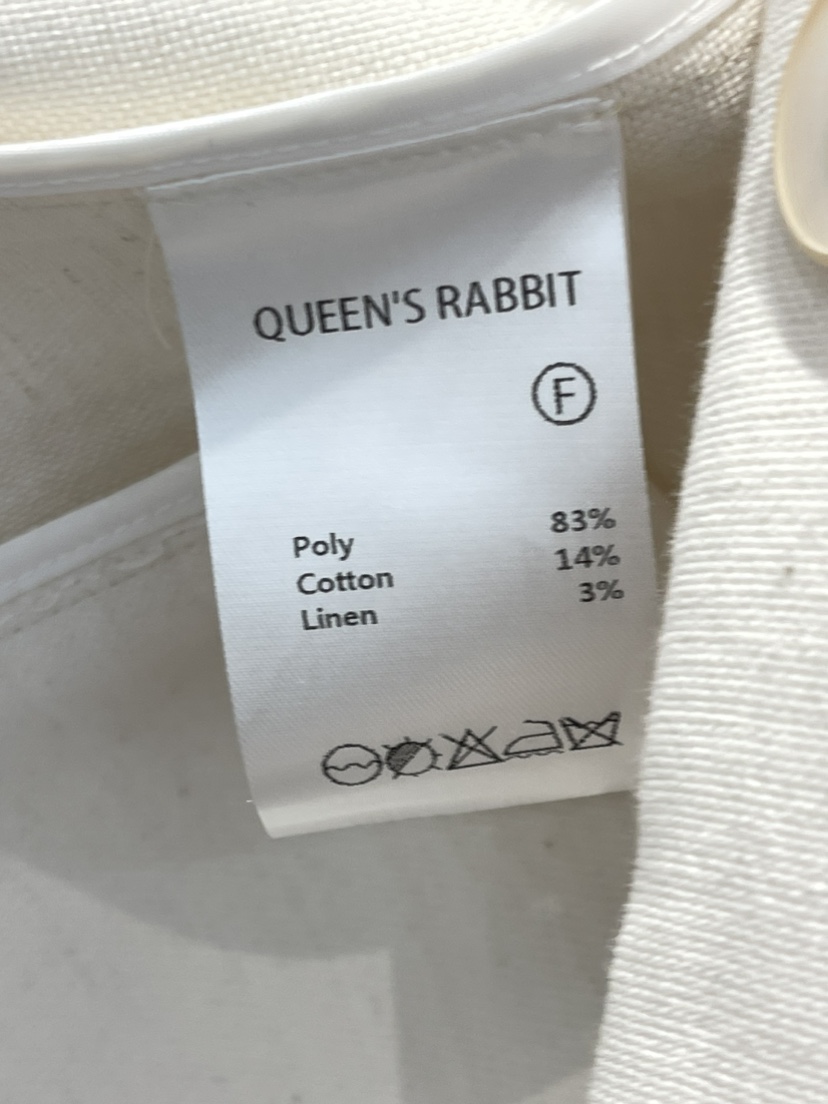 QUEEN'S RABBIT
F
Poly 83%
Cotton 14%
Linen 3%